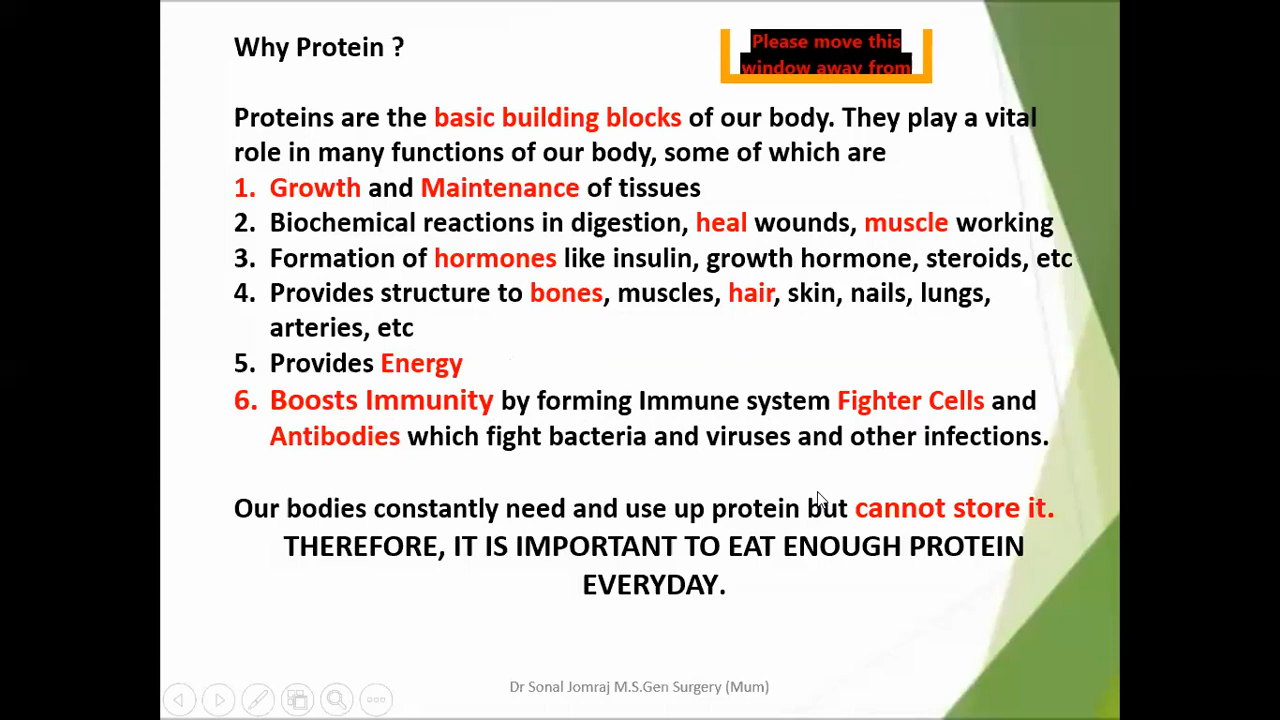 Why Protein ?
Please move this
window away from
Proteins are the basic building blocks of our body. They play a vital
role in many functions of our body, some of which are
1. Growth and Maintenance of tissues
2. Biochemical reactions in digestion, heal wounds, muscle working
3. Formation of hormones like insulin, growth hormone, steroids, etc
4. Provides structure to bones, muscles, hair, skin, nails, lungs,
arteries, etc
5. Provides Energy
6. Boosts Immunity by forming Immune system Fighter Cells and
Antibodies which fight bacteria and viruses and other infections.
Our bodies constantly need and use up protein but cannot store it.
THEREFORE, IT IS IMPORTANT TO EAT ENOUGH PROTEIN
EVERYDAY.
Dr Sonal Jomraj M.S.Gen Surgery (Mum)